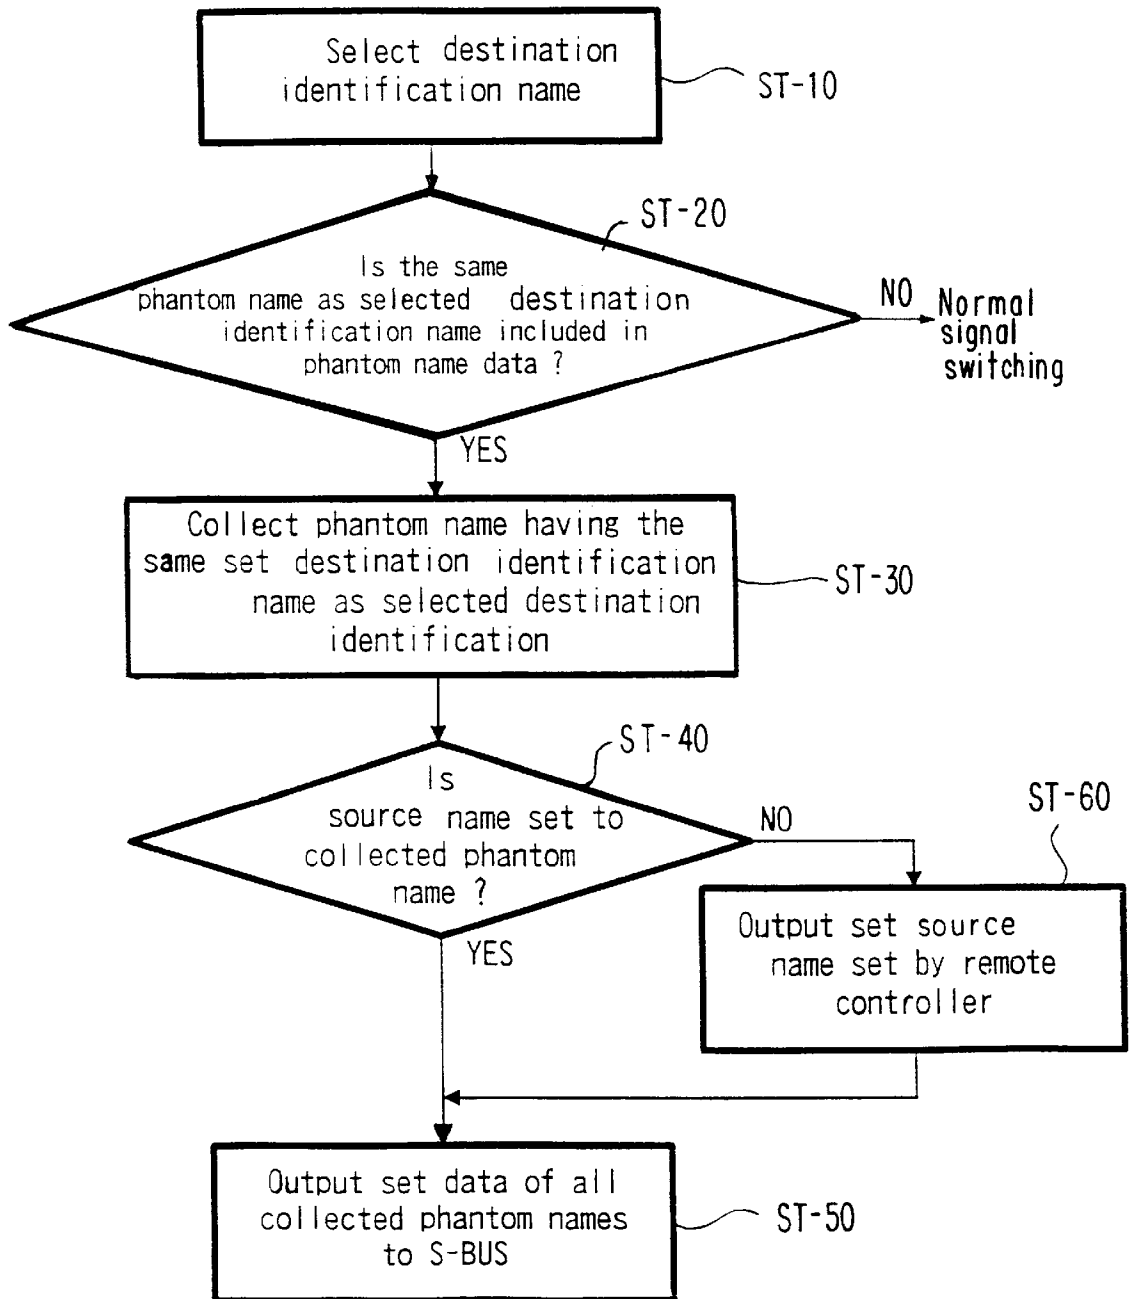 Select destination
identification name
ST-10
ST-20
Is the same
phantom name as selected destination
identification name included in
phantom name data ?
NO
Normal
signal
switching
YES
Collect phantom name having the
same set destination identification
name as selected destination
identification
ST-30
ST-40
Is
source name set to
collected phantom
name ?
NO
ST-60
YES
Output set source
name set by remote
controller
Output set data of all
collected phantom names
to S-BUS
ST-50